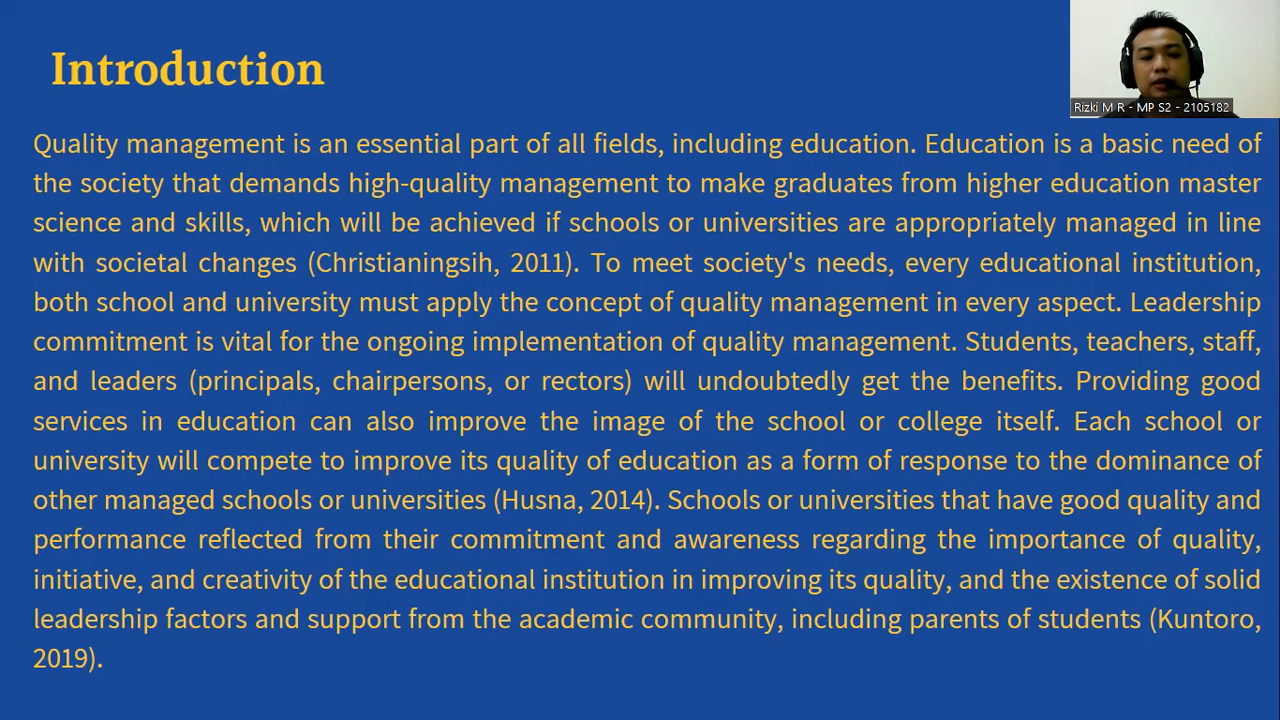 Introduction
Rizki M R - MP S2 - 2105182
Quality management is an essential part of all fields, including education. Education is a basic need of
the society that demands high-quality management to make graduates from higher education master
science and skills, which will be achieved if schools or universities are appropriately managed in line
with societal changes (Christianingsih, 2011). To meet society's needs, every educational institution,
both school and university must apply the concept of quality management in every aspect. Leadership
commitment is vital for the ongoing implementation of quality management. Students, teachers, staff,
and leaders (principals, chairpersons, or rectors) will undoubtedly get the benefits. Providing good
services in education can also improve the image of the school or college itself. Each school or
university will compete to improve its quality of education as a form of response to the dominance of
other managed schools or universities (Husna, 2014). Schools or universities that have good quality and
performance reflected from their commitment and awareness regarding the importance of quality,
initiative, and creativity of the educational institution in improving its quality, and the existence of solid
leadership factors and support from the academic community, including parents of students (Kuntoro,
2019).